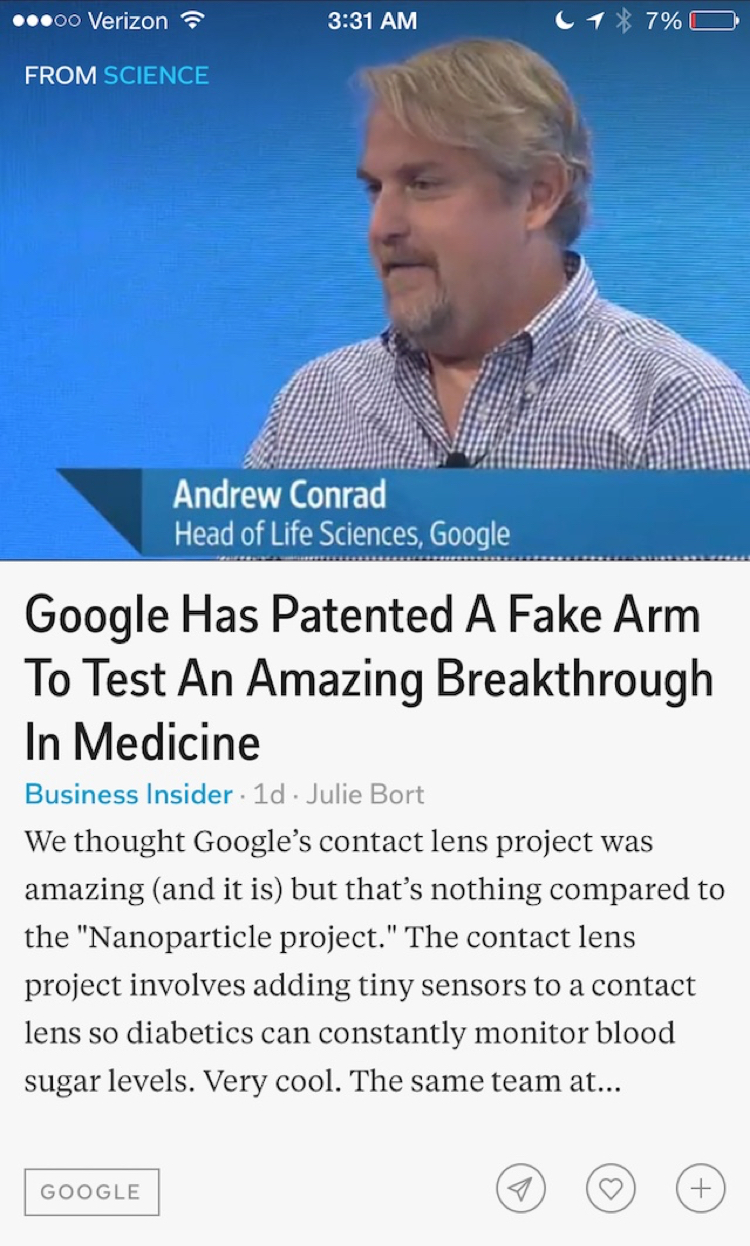 Verizon 3:31 AM 7%
FROM SCIENCE
Andrew Conrad
Head of Life Sciences, Google
Google Has Patented A Fake Arm
To Test An Amazing Breakthrough
In Medicine
Business Insider · 1d · Julie Bort
We thought Google’s contact lens project was
amazing (and it is) but that’s nothing compared to
the "Nanoparticle project." The contact lens
project involves adding tiny sensors to a contact
lens so diabetics can constantly monitor blood
sugar levels. Very cool. The same team at...
GOOGLE